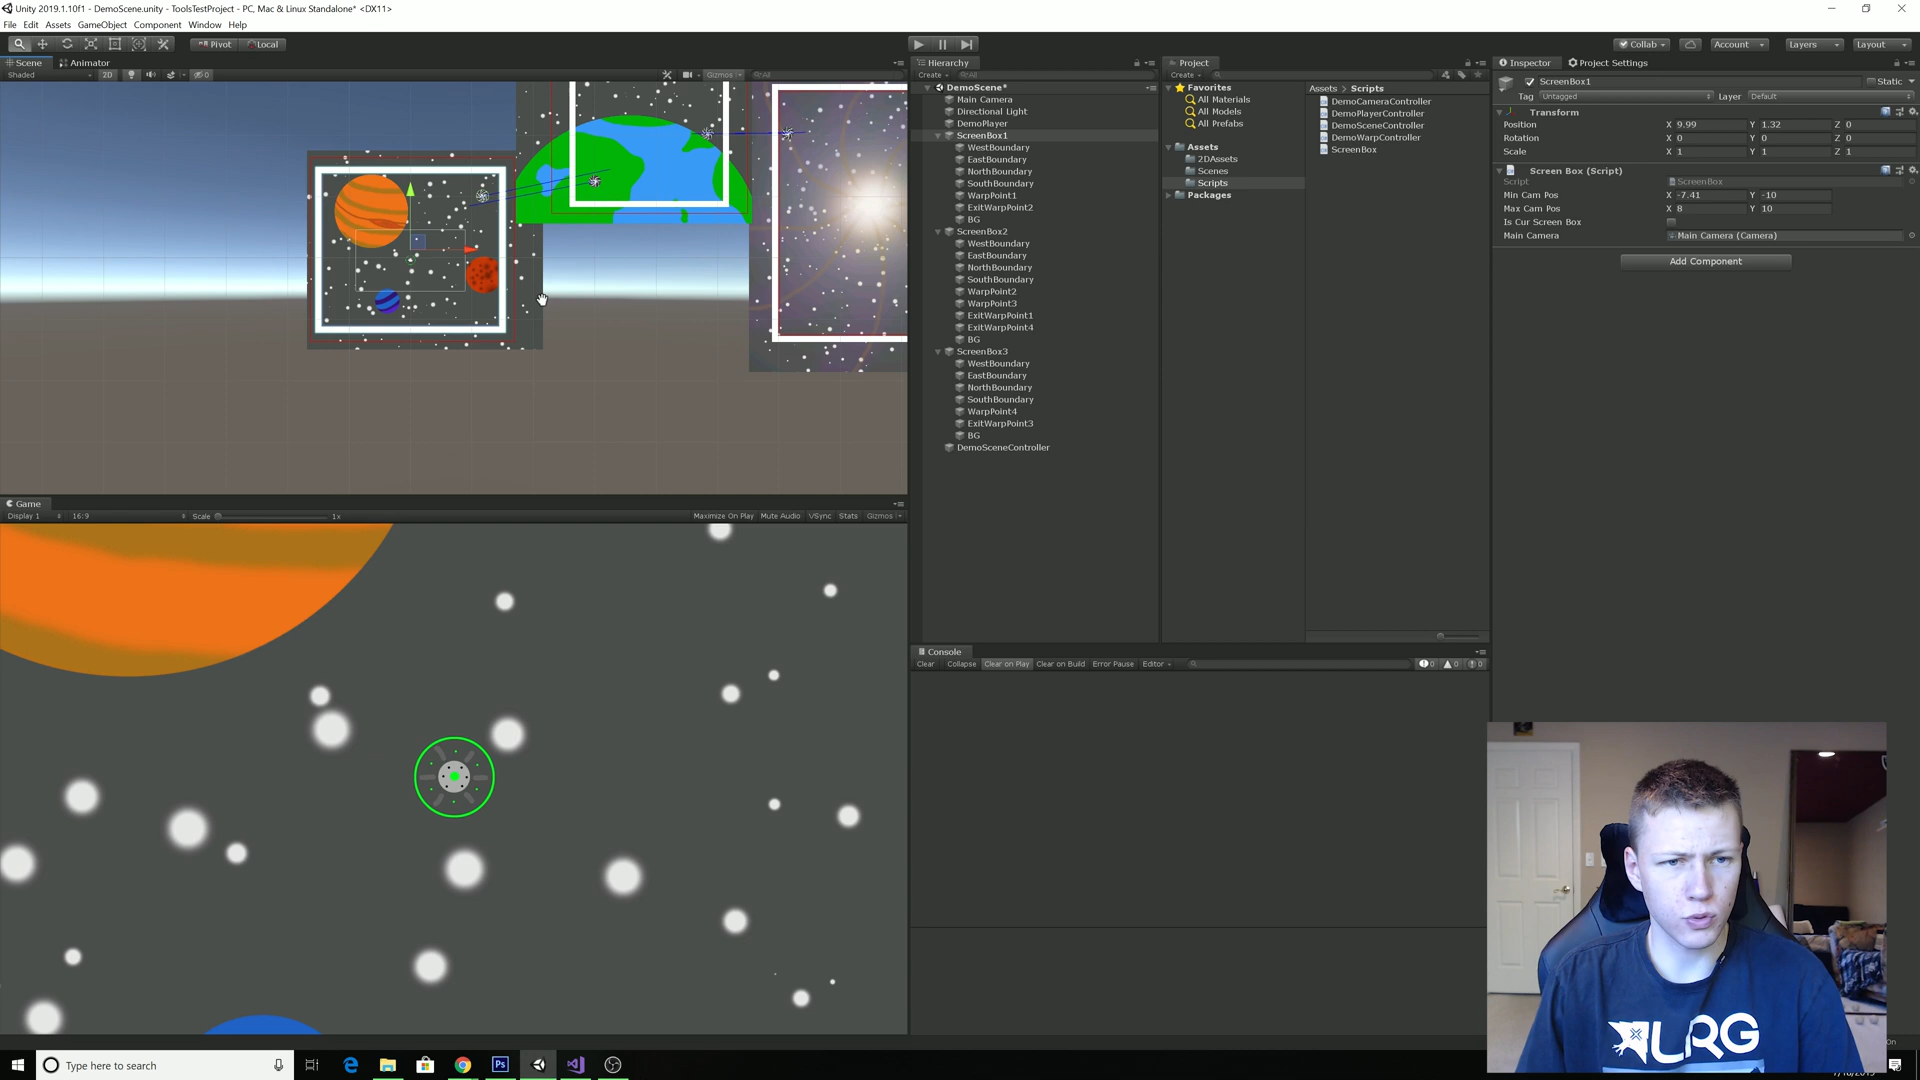 Unity 2019.1.10f1 - DemoScene.unity - ToolsTestProject - PC, Mac & Linux Standalone* <DX11>
File Edit Assets GameObject Component Window Help
Pivot Local
Collab Account Layers Layout
Scene Animator
Shaded 2D 0 Gizmos All
Hierarchy
Create All
DemoScene*
Main Camera
Directional Light
DemoPlayer
ScreenBox1
WestBoundary
EastBoundary
NorthBoundary
SouthBoundary
WarpPoint1
ExitWarpPoint2
BG
ScreenBox2
WestBoundary
EastBoundary
NorthBoundary
SouthBoundary
WarpPoint2
WarpPoint3
ExitWarpPoint1
ExitWarpPoint4
BG
ScreenBox3
WestBoundary
EastBoundary
NorthBoundary
SouthBoundary
WarpPoint4
ExitWarpPoint3
BG
DemoSceneController
Project
Create
Favorites
All Materials
All Models
All Prefabs
Assets
2DAssets
Scenes
Scripts
Packages
Assets Scripts
DemoCameraController
DemoPlayerController
DemoSceneController
DemoWarpController
ScreenBox
Inspector Project Settings
ScreenBox1 Static
Tag Untagged Layer Default
Transform
Position X 9.99 Y 1.32 Z 0
Rotation X 0 Y 0 Z 0
Scale X 1 Y 1 Z 1
Screen Box (Script)
Script ScreenBox
Min Cam Pos X -7.41 Y -10
Max Cam Pos X 8 Y 10
Is Cur Screen Box
Main Camera Main Camera (Camera)
Add Component
Game
Display 1 16:9 Scale 1x Maximize On Play Mute Audio VSync Stats Gizmos
Console
Clear Collapse Clear on Play Clear on Build Error Pause Editor 0 0 0
LRG
Type here to search
Ps